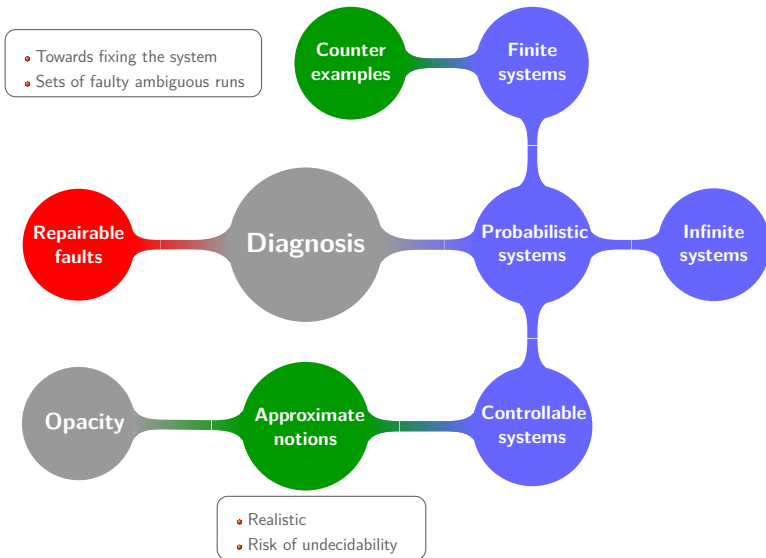 Towards fixing the system
Sets of faulty ambiguous runs
Counter
examples
Finite
systems
Repairable
faults
Diagnosis
Probabilistic
systems
Infinite
systems
Opacity
Approximate
notions
Controllable
systems
Realistic
Risk of undecidability